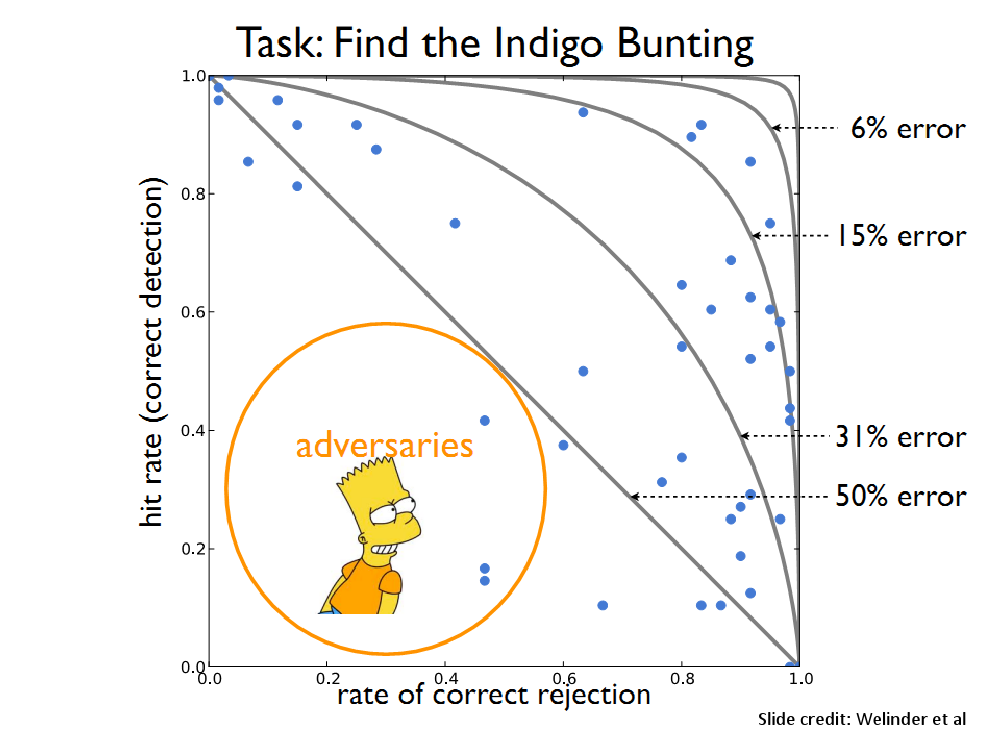 Task: Find the Indigo Bunting
1.0
0.8
0.6
0.4
0.2
0.0
hit rate (correct detection)
6% error
15% error
31% error
50% error
adversaries
0.0 0.2 0.4 0.6 0.8 1.0
rate of correct rejection
Slide credit: Welinder et al